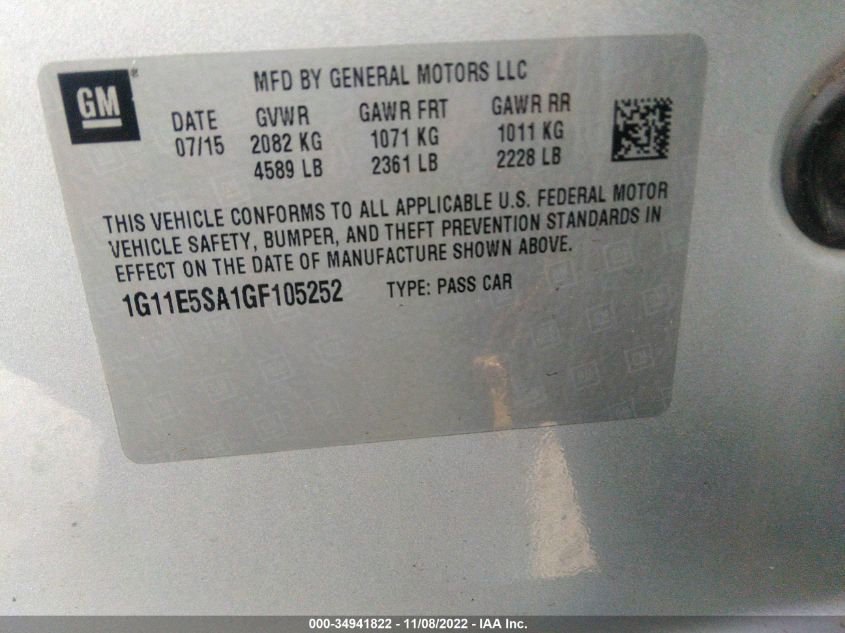 GM®
MFD BY GENERAL MOTORS LLC
DATE GVWR GAWR FRT GAWR RR
07/15 2082 KG 1071 KG 1011 KG
4589 LB 2361 LB 2228 LB
THIS VEHICLE CONFORMS TO ALL APPLICABLE U.S. FEDERAL MOTOR
VEHICLE SAFETY, BUMPER, AND THEFT PREVENTION STANDARDS IN
EFFECT ON THE DATE OF MANUFACTURE SHOWN ABOVE.
1G11E5SA1GF105252 TYPE: PASS CAR
000-34941822 - 11/08/2022 - IAA Inc.